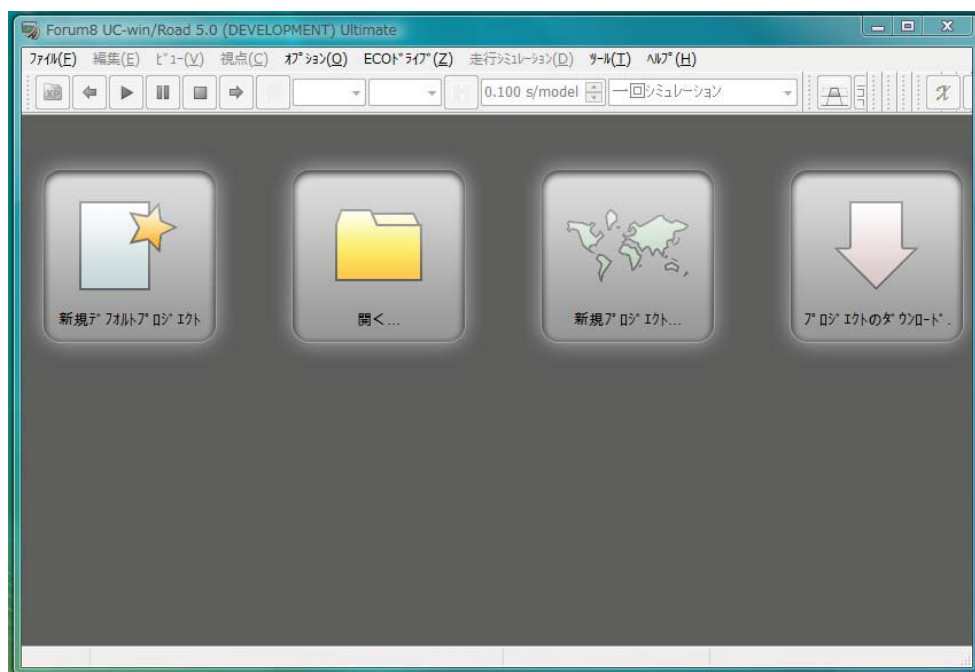 Forum8 UC-win/Road 5.0 (DEVELOPMENT) Ultimate
ﾌｧｲﾙ(F) 編集(E) ﾋﾞｭｰ(V) 視点(C) ｵﾌﾟｼｮﾝ(O) ECOﾄﾞﾗｲﾌﾞ(Z) 走行ｼﾐｭﾚｰｼｮﾝ(D) ﾂｰﾙ(T) ﾍﾙﾌﾟ(H)
XP 0.100 s/model 一回シミュレーション
新規ﾃﾞﾌｫﾙﾄﾌﾟﾛｼﾞｪｸﾄ 開く... 新規ﾌﾟﾛｼﾞｪｸﾄ... ﾌﾟﾛｼﾞｪｸﾄのﾀﾞｳﾝﾛｰﾄﾞ.